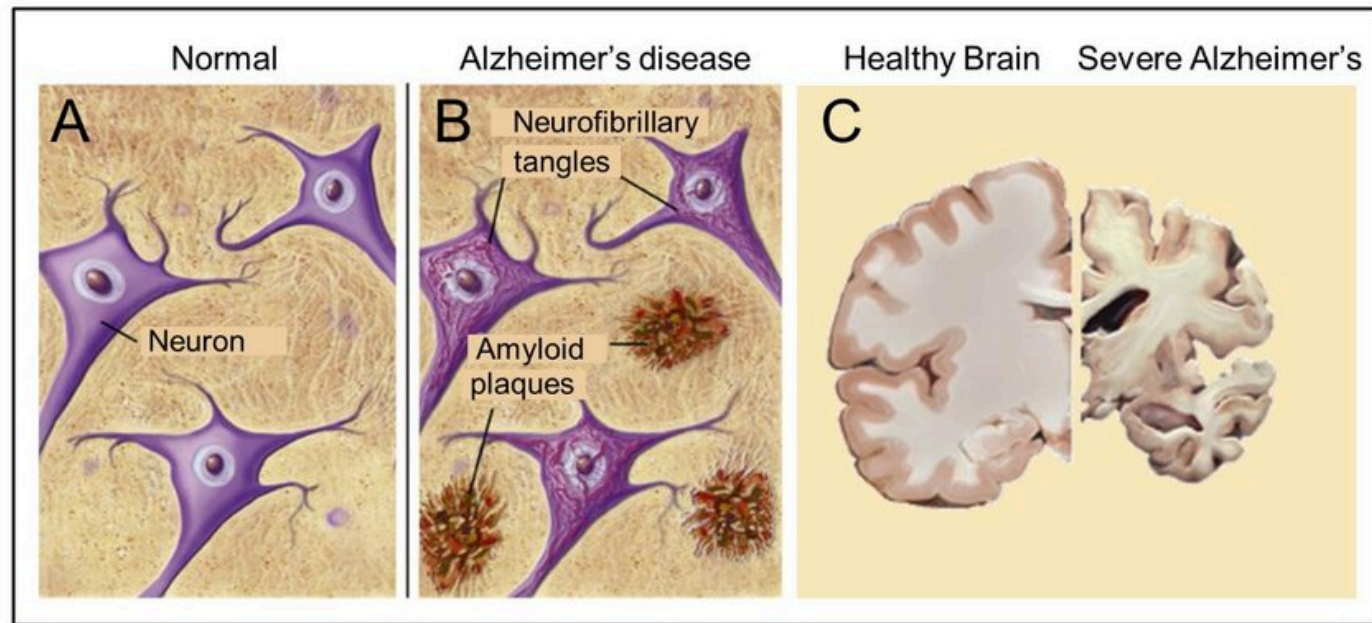 Normal
Alzheimer’s disease
Healthy Brain
Severe Alzheimer’s
A
Neuron
B
Neurofibrillary
tangles
Amyloid
plaques
C